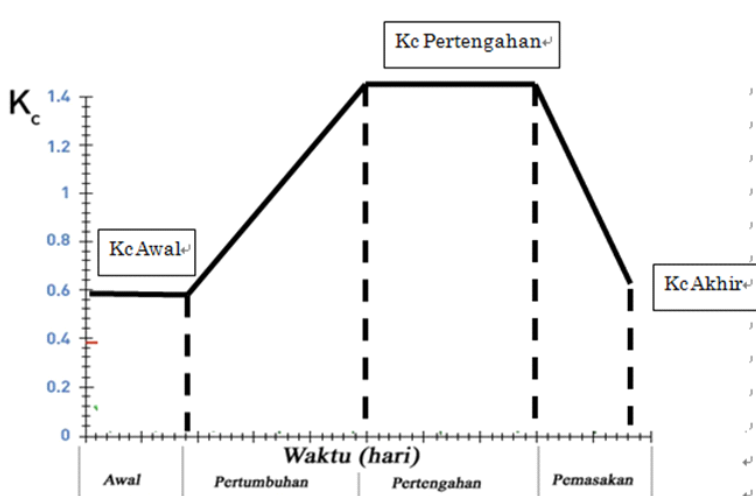 Kc Pertengahan
Kc
1.4
1.2
1
0.8
Kc Awal
0.6
Kc Akhir
0.4
0.2
0
Waktu (hari)
Awal
Pertumbuhan
Pertengahan
Pemasakan